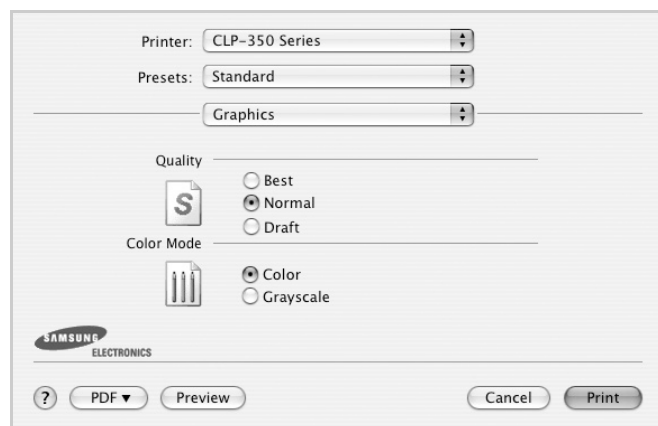 Printer: CLP-350 Series
Presets: Standard
Graphics
Quality
Best
S
Normal
Draft
Color Mode
Color
Grayscale
SAMSUNG
ELECTRONICS
? PDF ▼ Preview Cancel Print